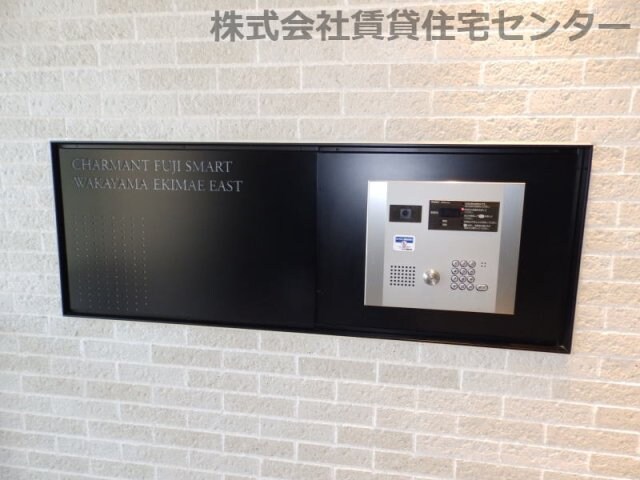 株式会社賃貸住宅センター
CHARMANT FUJI SMART
WAKAYAMA EKIMAE EAST